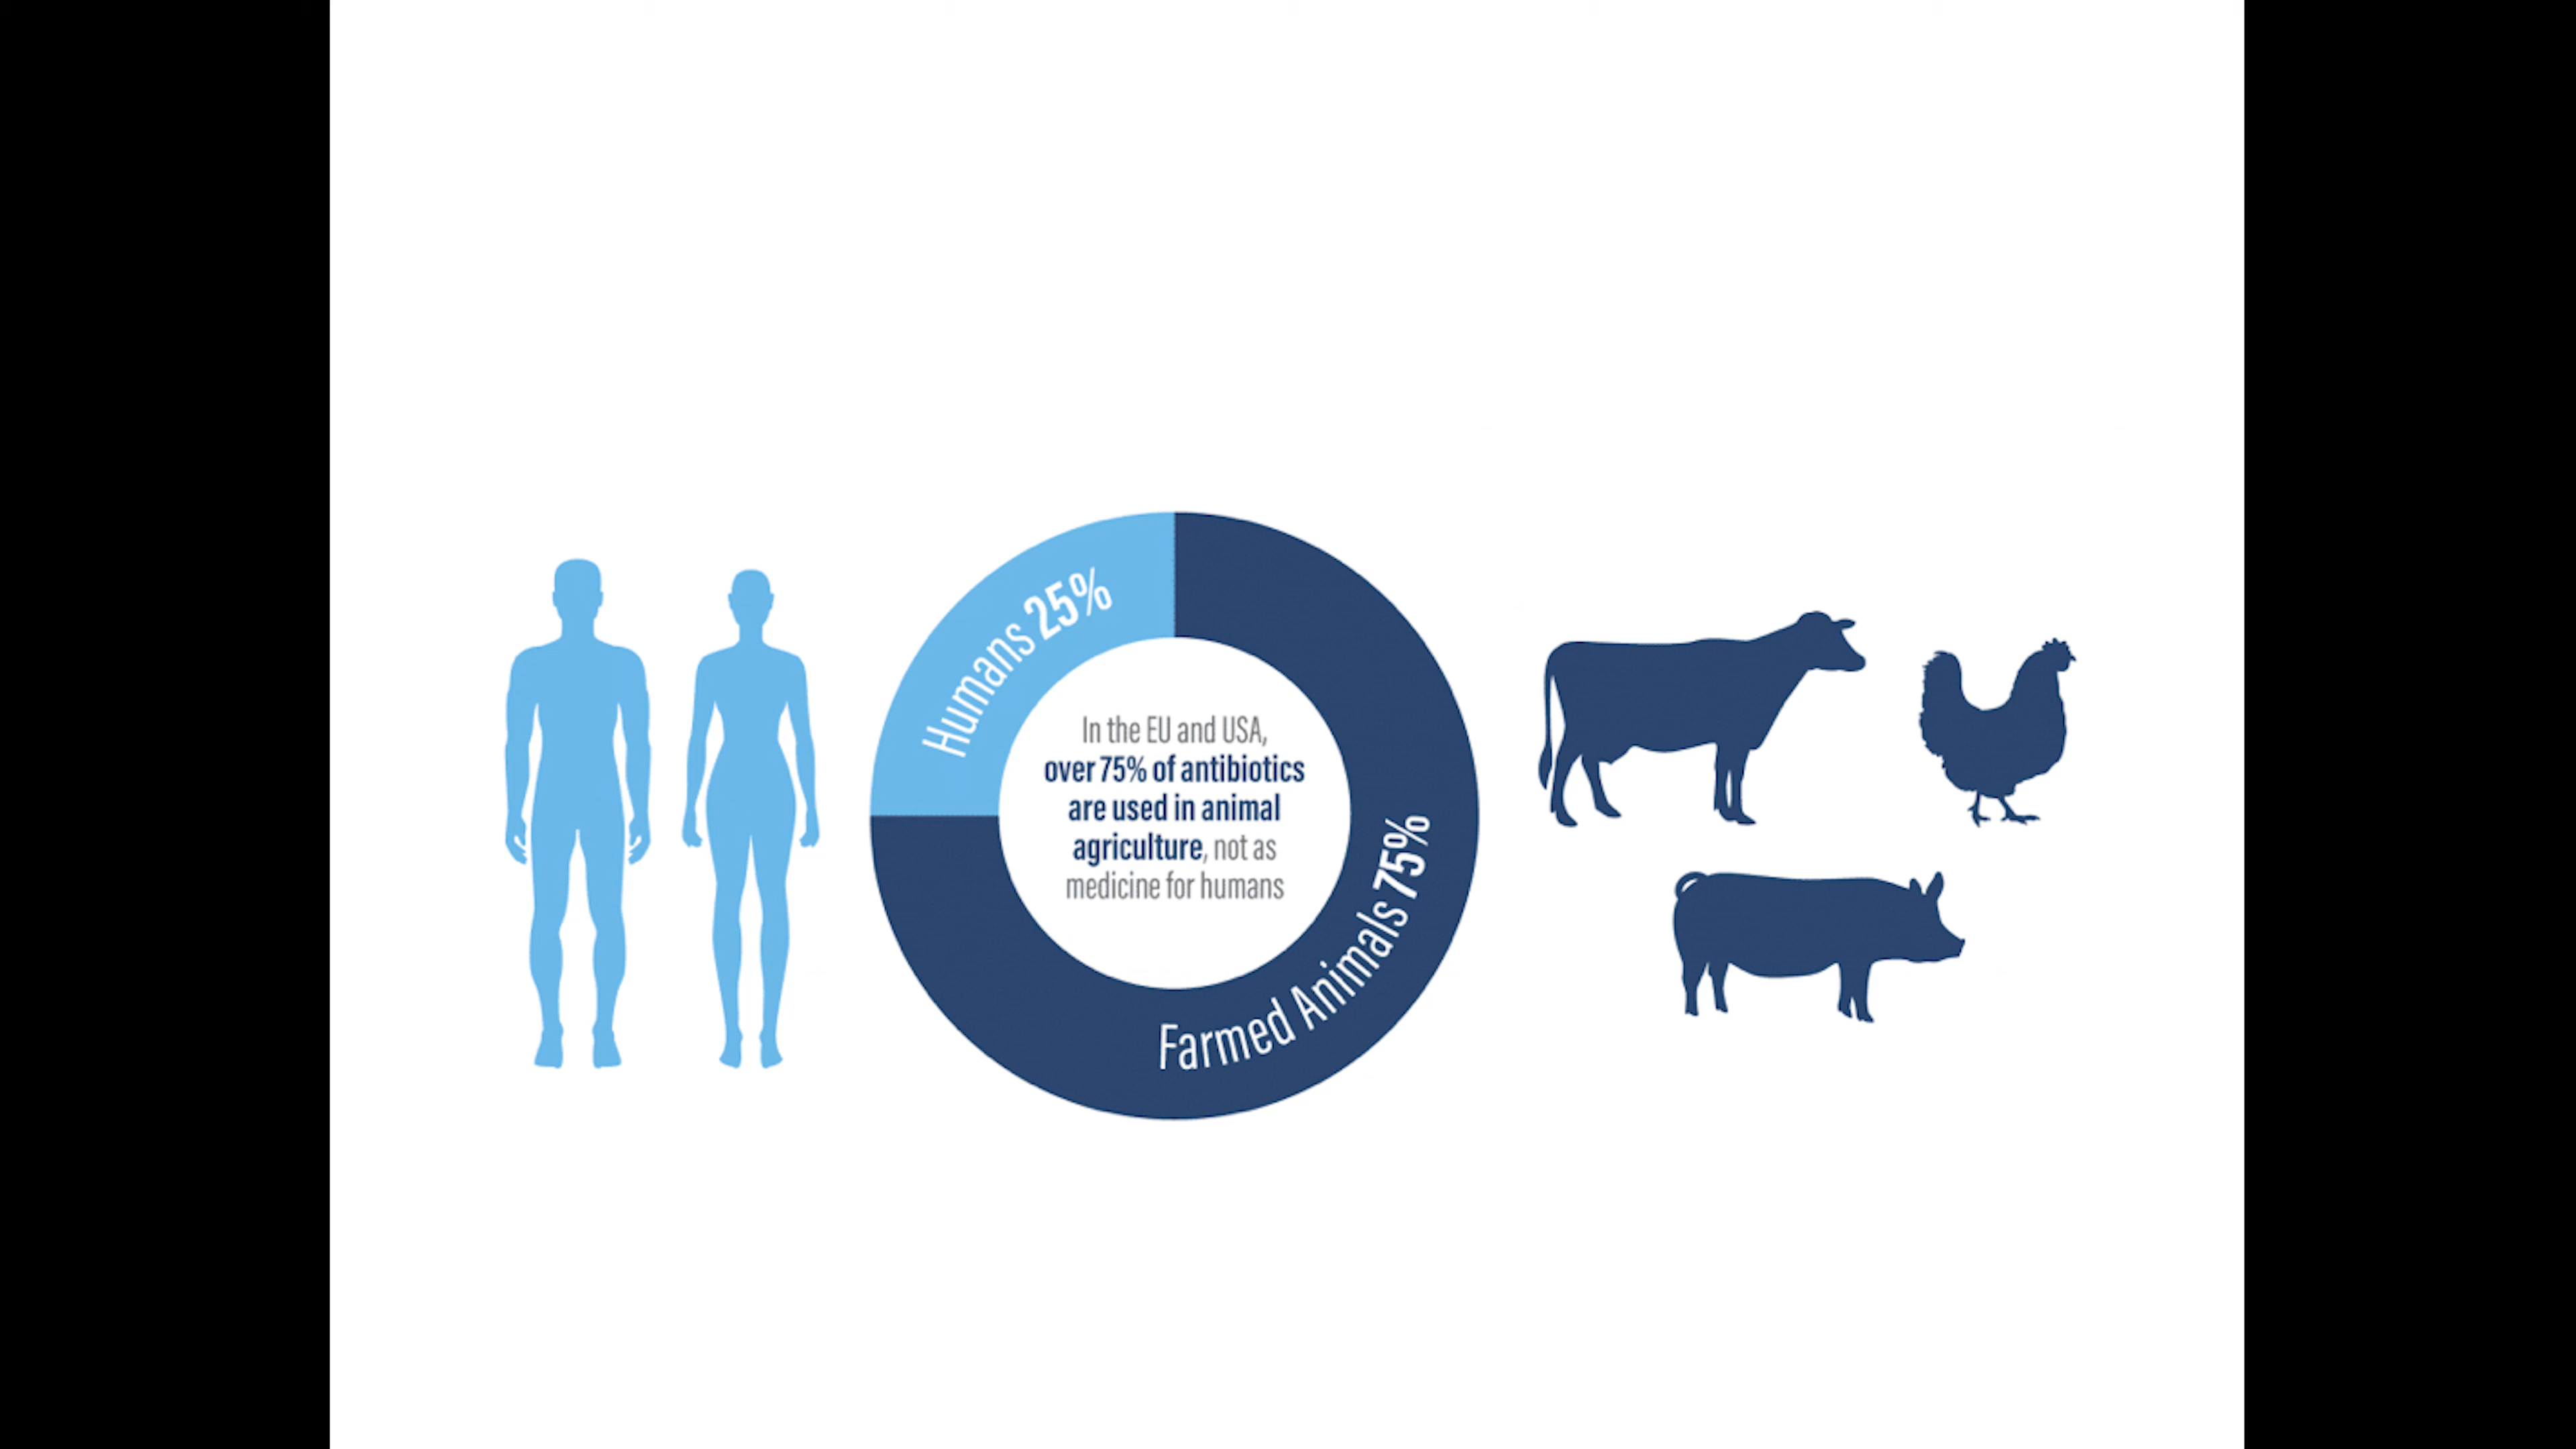 Humans 25%
In the EU and USA,
over 75% of antibiotics
are used in animal
agriculture, not as
medicine for humans
Farmed Animals 75%